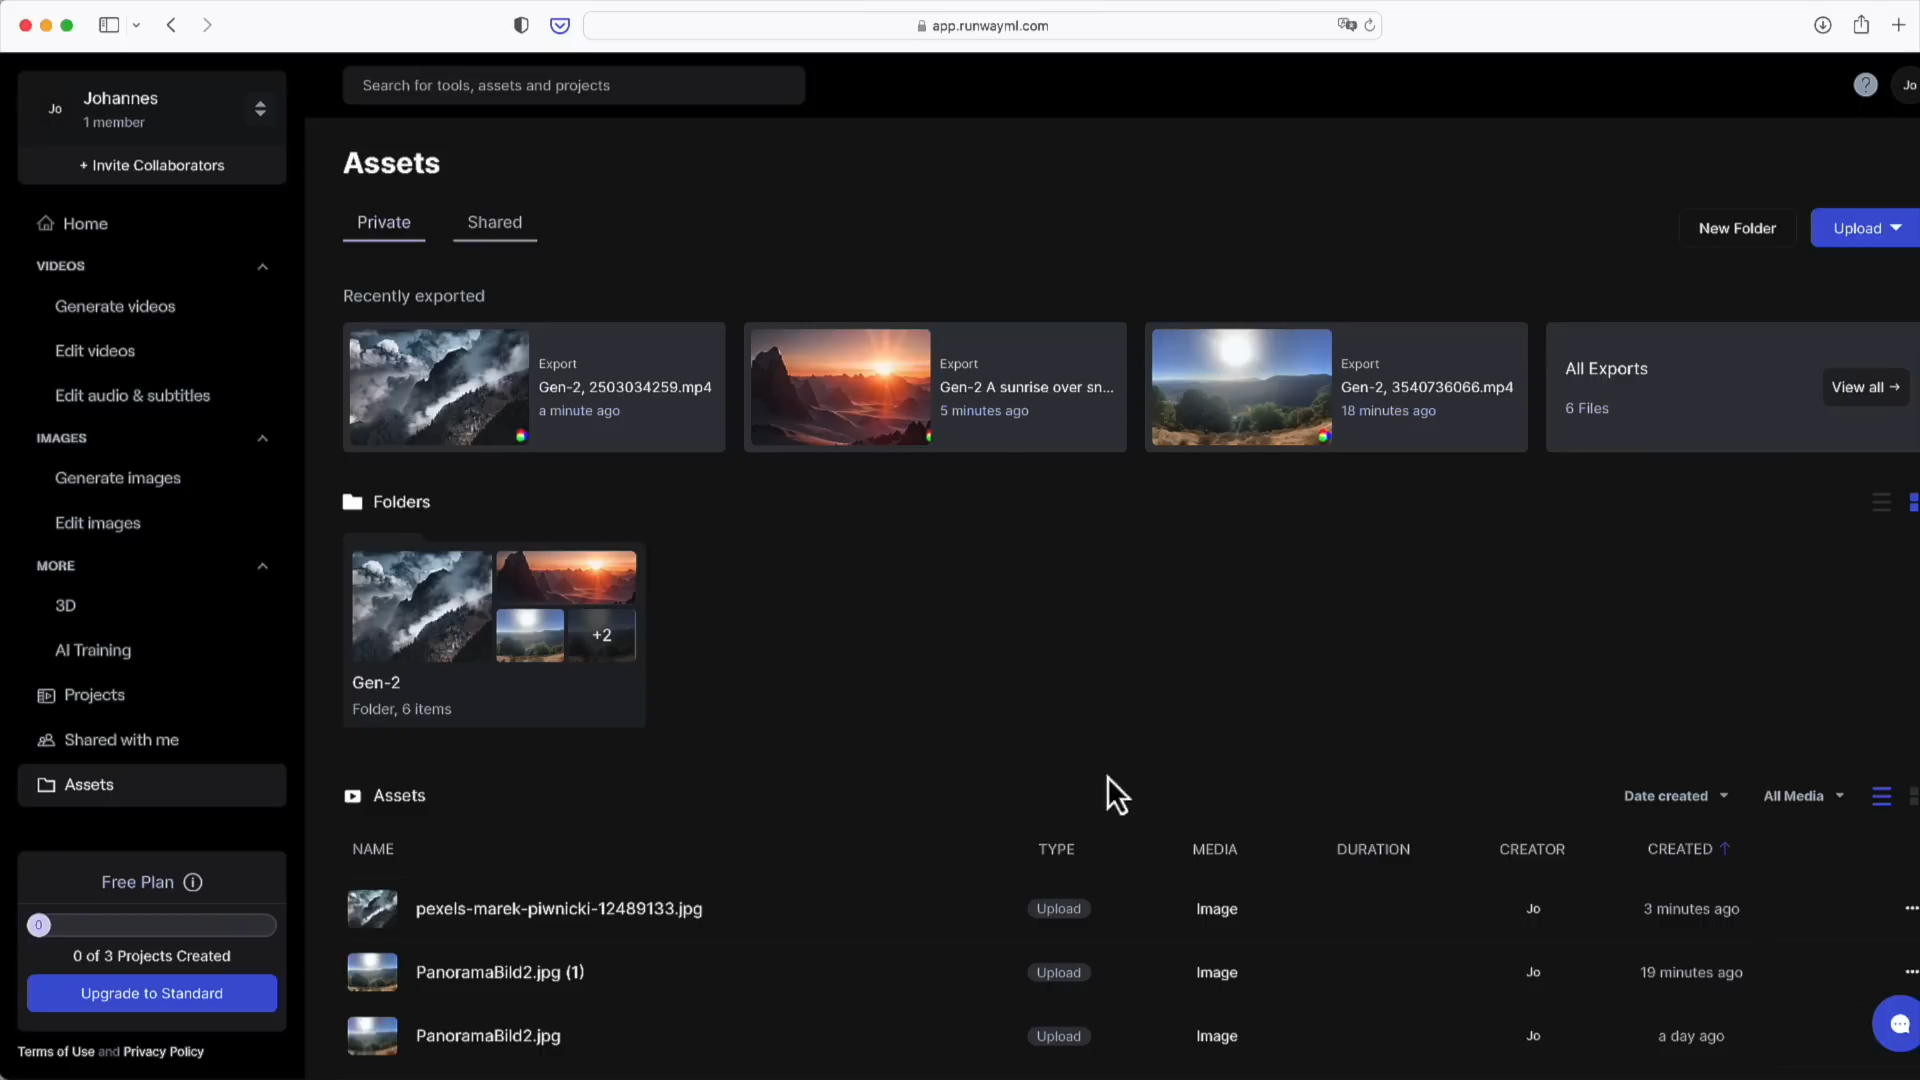 app.runwayml.com
Jo
Johannes
1 member
+ Invite Collaborators
Search for tools, assets and projects
?
Jo
Home
VIDEOS
Generate videos
Edit videos
Edit audio & subtitles
IMAGES
Generate images
Edit images
MORE
3D
AI Training
Projects
Shared with me
Assets
Free Plan
0
0 of 3 Projects Created
Upgrade to Standard
Terms of Use and Privacy Policy
Assets
Private
Shared
New Folder
Upload
Recently exported
Export
Gen-2, 2503034259.mp4
a minute ago
Export
Gen-2 A sunrise over sn...
5 minutes ago
Export
Gen-2, 3540736066.mp4
18 minutes ago
All Exports
6 Files
View all →
Folders
+2
Gen-2
Folder, 6 items
Assets
Date created
All Media
NAME TYPE MEDIA DURATION CREATOR CREATED ↑
pexels-marek-piwnicki-12489133.jpg Upload Image Jo 3 minutes ago
PanoramaBild2.jpg (1) Upload Image Jo 19 minutes ago
PanoramaBild2.jpg Upload Image Jo a day ago